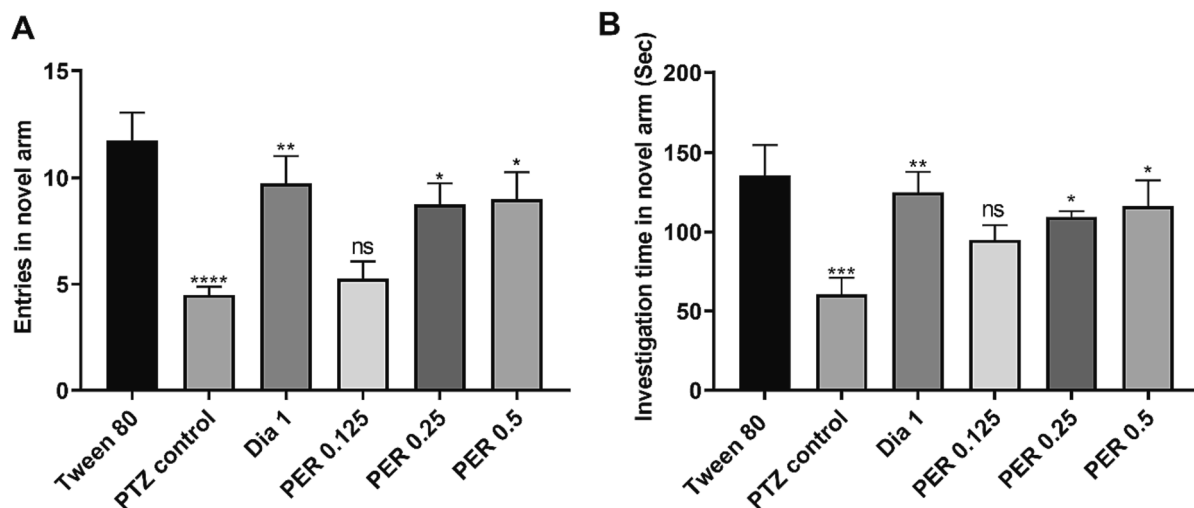 A
Entries in novel arm
15
10
5
0
****
**
ns
*
*
Tween 80
PTZ control
Dia 1
PER 0.125
PER 0.25
PER 0.5
B
Investigation time in novel arm (Sec)
200
150
100
50
0
***
**
ns
*
*
Tween 80
PTZ control
Dia 1
PER 0.125
PER 0.25
PER 0.5